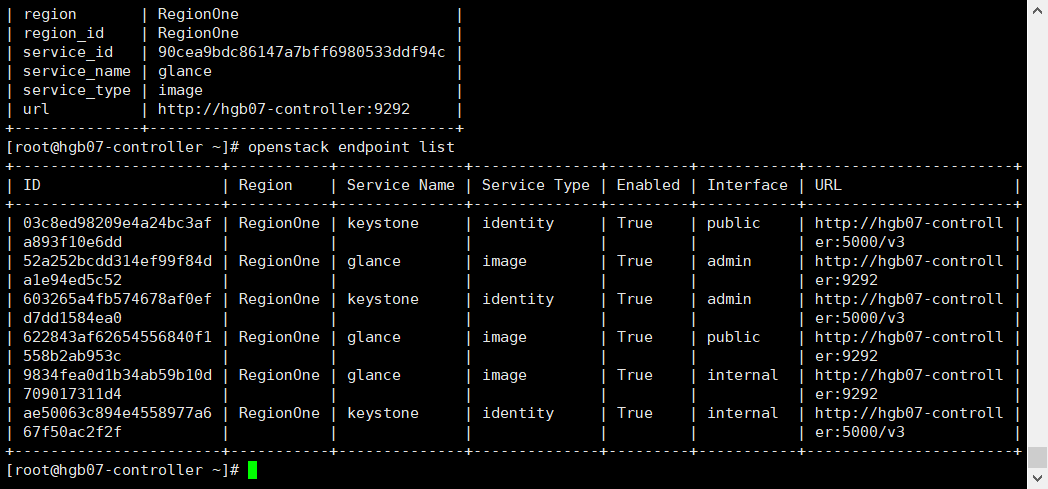 | region       | RegionOne                        |
| region_id    | RegionOne                        |
| service_id   | 90cea9bdc86147a7bff6980533ddf94c |
| service_name | glance                           |
| service_type | image                            |
| url          | http://hgb07-controller:9292     |
+--------------+----------------------------------+
[root@hgb07-controller ~]# openstack endpoint list
+-----------------------+-----------+--------------+--------------+---------+-----------+-----------------------+
| ID                    | Region    | Service Name | Service Type | Enabled | Interface | URL                   |
+-----------------------+-----------+--------------+--------------+---------+-----------+-----------------------+
| 03c8ed98209e4a24bc3af | RegionOne | keystone     | identity     | True    | public    | http://hgb07-controll |
| a893f10e6dd           |           |              |              |         |           | er:5000/v3            |
| 52a252bcdd314ef99f84d | RegionOne | glance       | image        | True    | admin     | http://hgb07-controll |
| a1e94ed5c52           |           |              |              |         |           | er:9292               |
| 603265a4fb574678af0ef | RegionOne | keystone     | identity     | True    | admin     | http://hgb07-controll |
| d7dd1584ea0           |           |              |              |         |           | er:5000/v3            |
| 622843af62654556840f1 | RegionOne | glance       | image        | True    | public    | http://hgb07-controll |
| 558b2ab953c           |           |              |              |         |           | er:9292               |
| 9834fea0d1b34ab59b10d | RegionOne | glance       | image        | True    | internal  | http://hgb07-controll |
| 709017311d4           |           |              |              |         |           | er:9292               |
| ae50063c894e4558977a6 | RegionOne | keystone     | identity     | True    | internal  | http://hgb07-controll |
| 67f50ac2f2f           |           |              |              |         |           | er:5000/v3            |
+-----------------------+-----------+--------------+--------------+---------+-----------+-----------------------+
[root@hgb07-controller ~]#